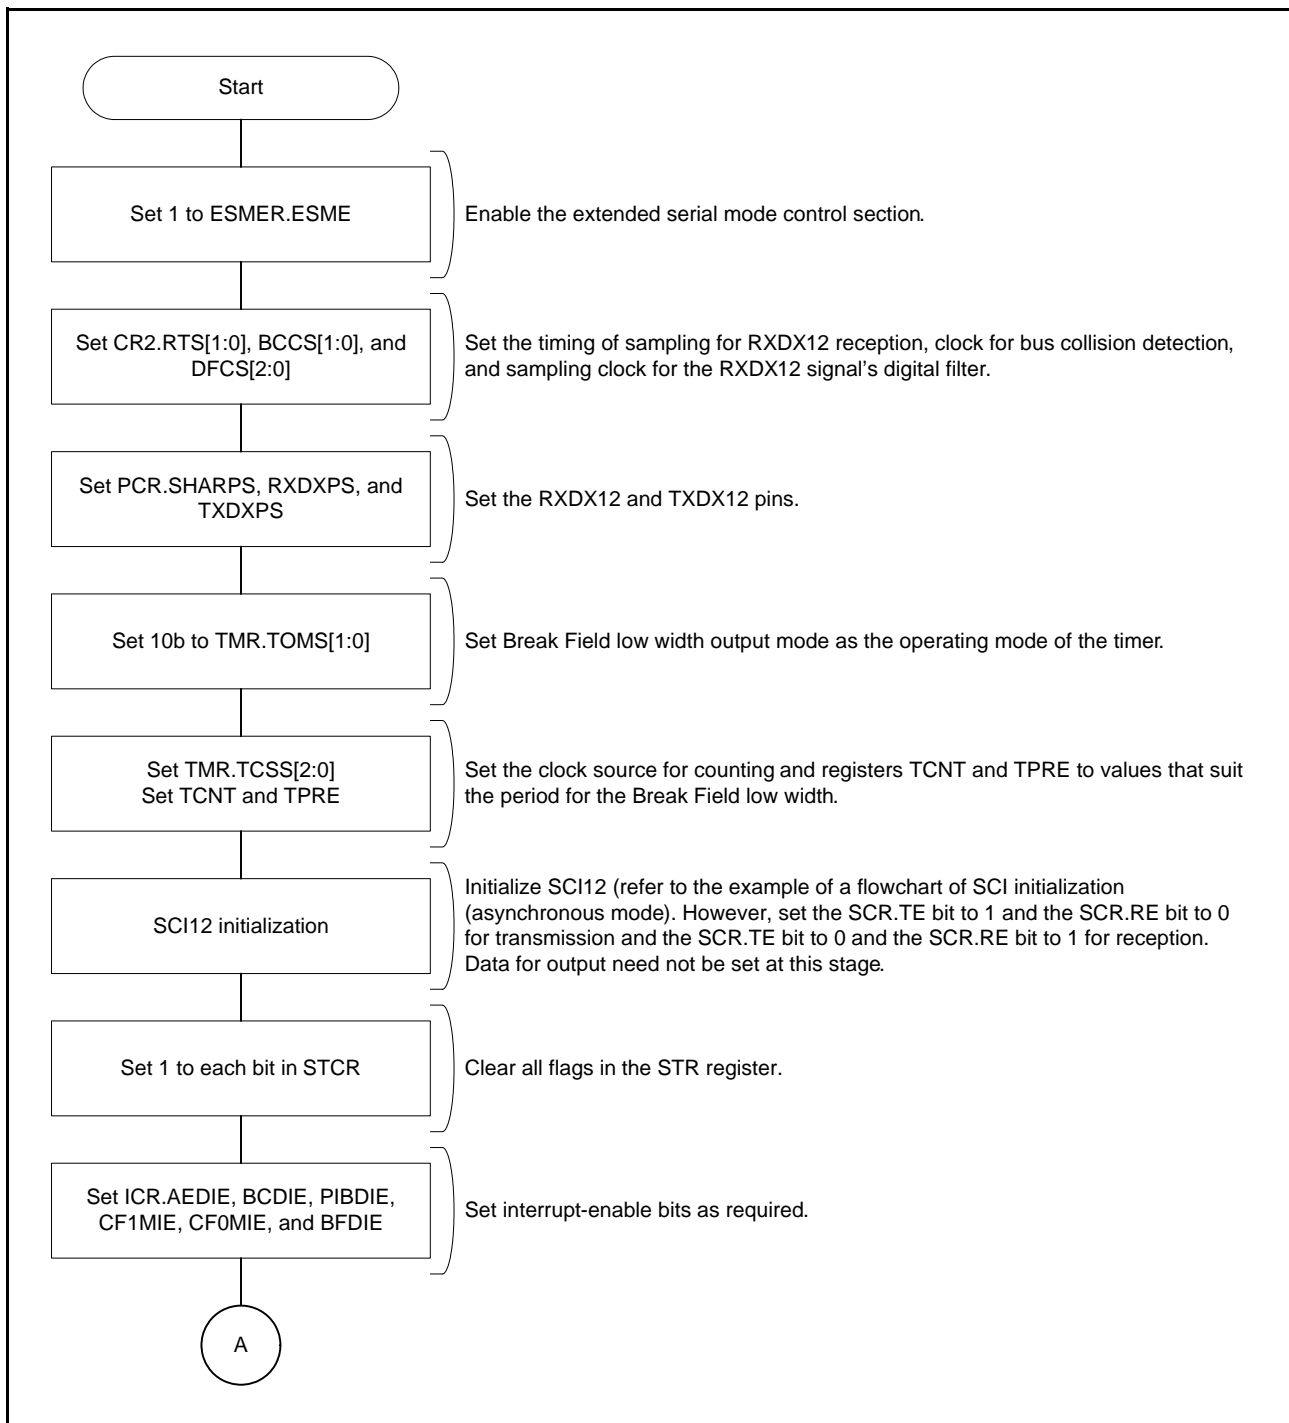 Start
Set 1 to ESMER.ESME
Enable the extended serial mode control section.
Set CR2.RTS[1:0], BCCS[1:0], and
DFCS[2:0]
Set the timing of sampling for RXDX12 reception, clock for bus collision detection,
and sampling clock for the RXDX12 signal’s digital filter.
Set PCR.SHARPS, RXDXPS, and
TXDXPS
Set the RXDX12 and TXDX12 pins.
Set 10b to TMR.TOMS[1:0]
Set Break Field low width output mode as the operating mode of the timer.
Set TMR.TCSS[2:0]
Set TCNT and TPRE
Set the clock source for counting and registers TCNT and TPRE to values that suit
the period for the Break Field low width.
SCI12 initialization
Initialize SCI12 (refer to the example of a flowchart of SCI initialization
(asynchronous mode). However, set the SCR.TE bit to 1 and the SCR.RE bit to 0
for transmission and the SCR.TE bit to 0 and the SCR.RE bit to 1 for reception.
Data for output need not be set at this stage.
Set 1 to each bit in STCR
Clear all flags in the STR register.
Set ICR.AEDIE, BCDIE, PIBDIE,
CF1MIE, CF0MIE, and BFDIE
Set interrupt-enable bits as required.
A